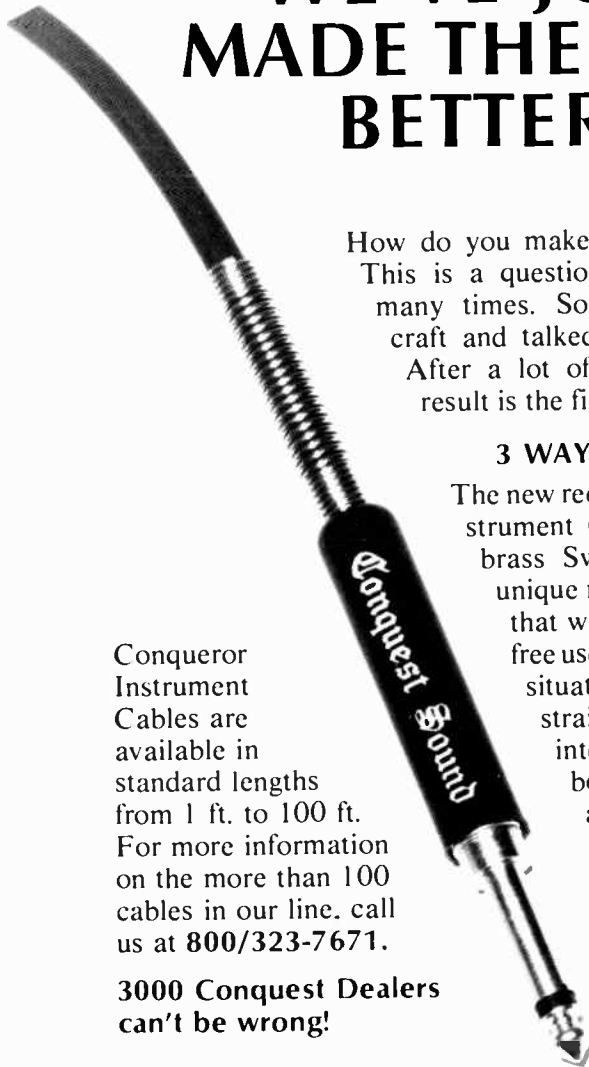 MADE THE
BETTER
How do you make
This is a questio
many times. So
craft and talked
After a lot of
result is the fi
3 WAY
The new rec
strument
brass Sw
unique
that w
free use
situat
strai
int
be
a
Conquest Sound
Conqueror
Instrument
Cables are
available in
standard lengths
from 1 ft. to 100 ft.
For more information
on the more than 100
cables in our line. call
us at 800/323-7671.
3000 Conquest Dealers
can't be wrong!